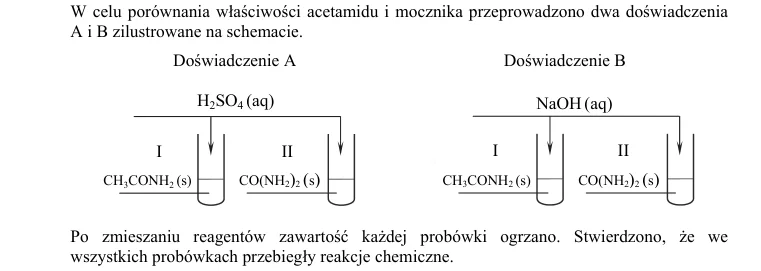 W celu porównania właściwości acetamidu i mocznika przeprowadzono dwa doświadczenia
A i B zilustrowane na schemacie.
Doświadczenie A
Doświadczenie B
H₂SO₄ (aq)
NaOH (aq)
I
II
I
II
CH₃CONH₂ (s)
CO(NH₂)₂ (s)
CH₃CONH₂ (s)
CO(NH₂)₂ (s)
Po zmieszaniu reagentów zawartość każdej probówki ogrzano. Stwierdzono, że we
wszystkich probówkach przebiegły reakcje chemiczne.